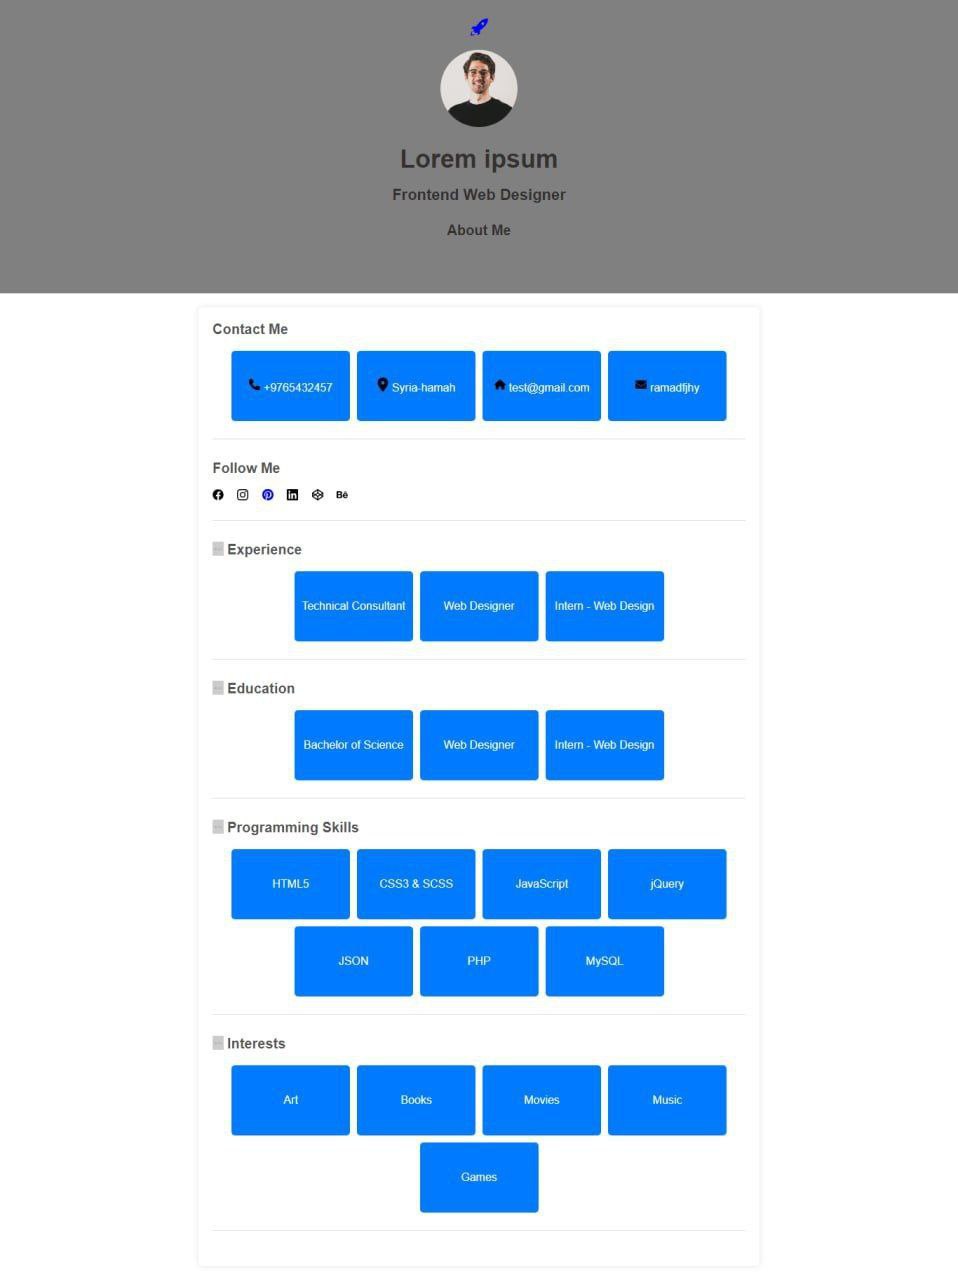 Lorem ipsum
Frontend Web Designer
About Me
Contact Me
+9765432457
Syria-hamah
test@gmail.com
ramadfjhy
Follow Me
Bē
Experience
Technical Consultant
Web Designer
Intern - Web Design
Education
Bachelor of Science
Web Designer
Intern - Web Design
Programming Skills
HTML5
CSS3 & SCSS
JavaScript
jQuery
JSON
PHP
MySQL
Interests
Art
Books
Movies
Music
Games